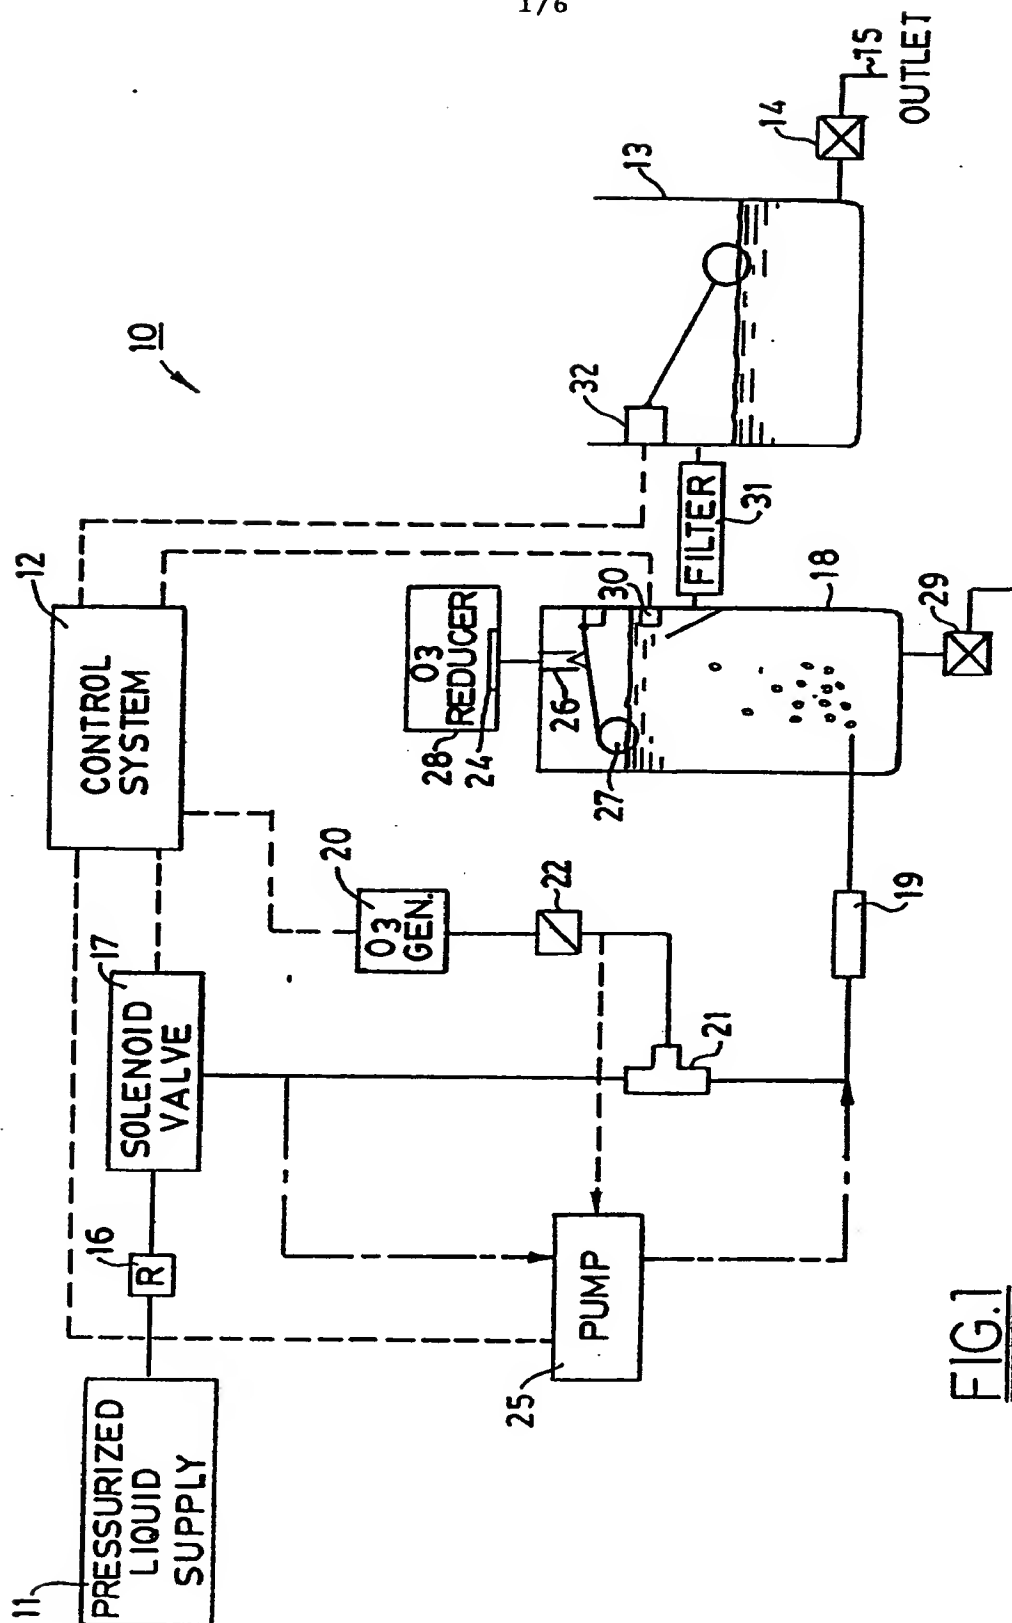 1/6
10
11
PRESSURIZED
LIQUID
SUPPLY
16
R
17
SOLENOID
VALVE
12
CONTROL
SYSTEM
20
O3
GEN.
22
21
25
PUMP
19
28
O3
REDUCER
24
26
27
30
18
29
FILTER
31
32
13
14
15
OUTLET
FIG.1